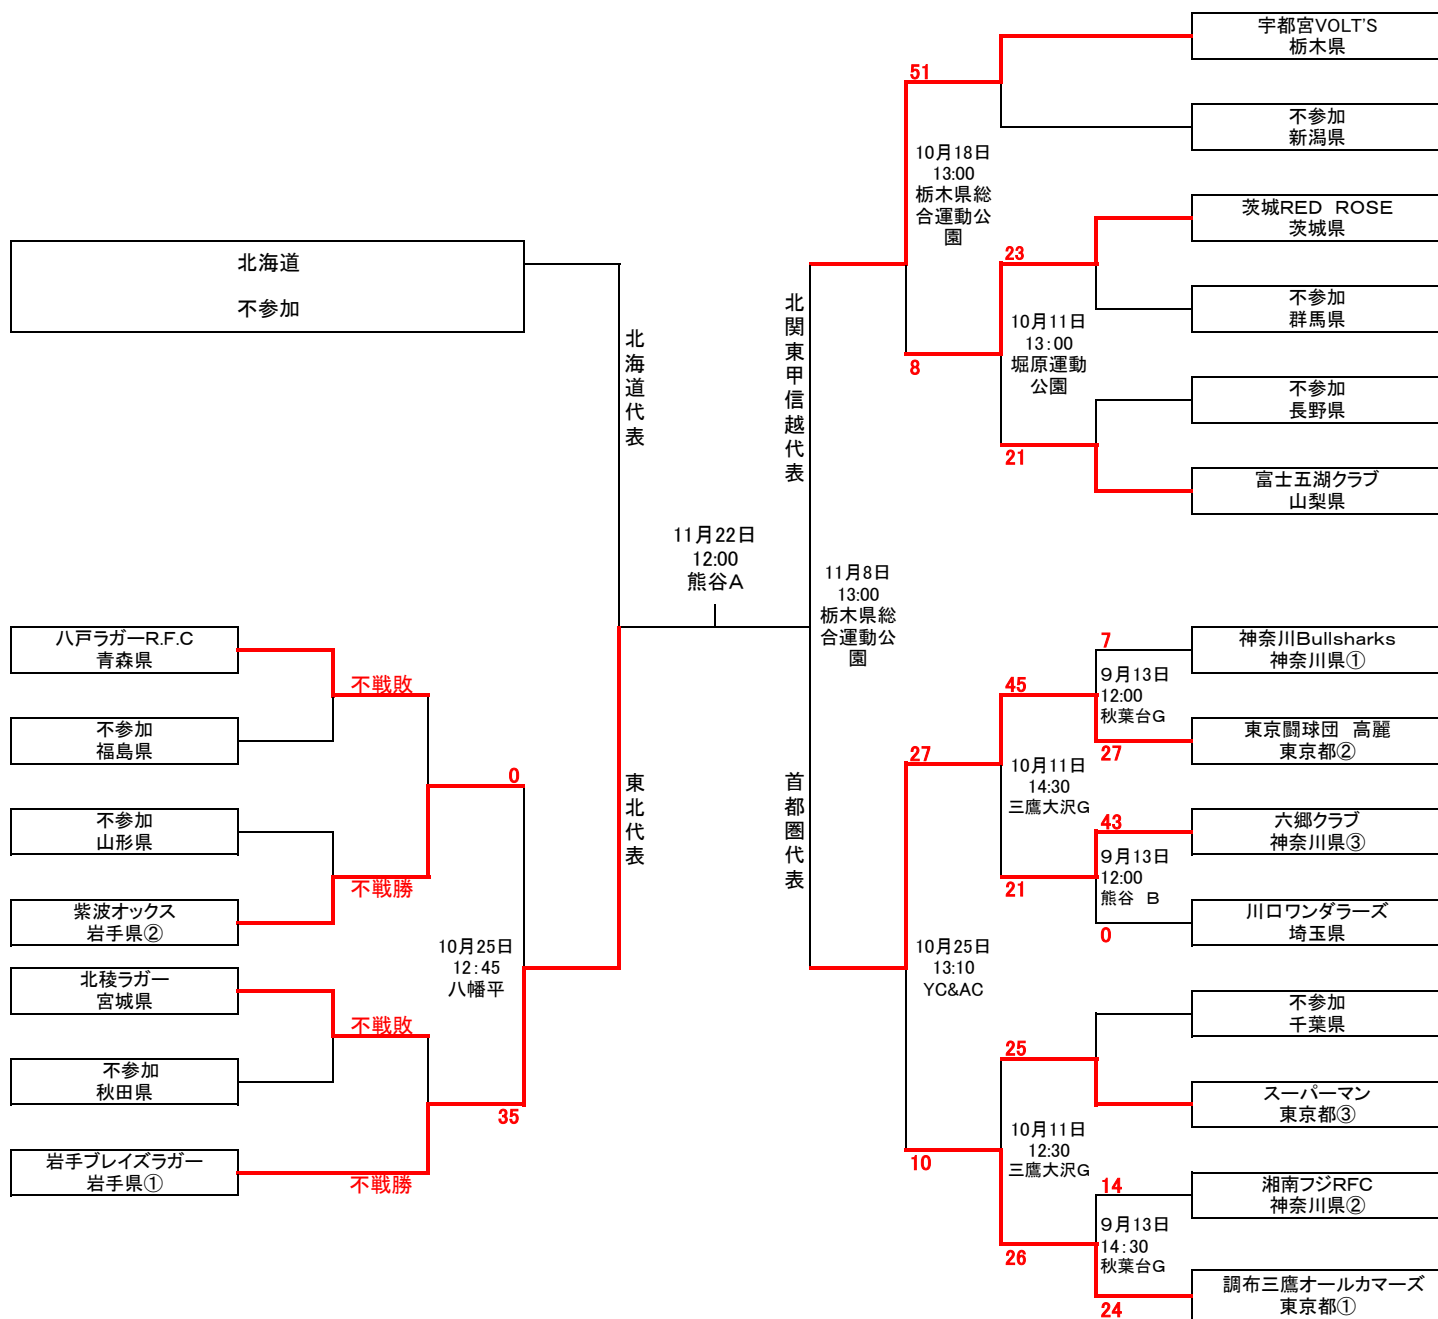 宇都宮VOLT'S
栃木県
51
不参加
新潟県
10月18日
13:00
栃木県総
合運動公
園
茨城RED ROSE
茨城県
23
不参加
群馬県
10月11日
13:00
堀原運動
公園
8
不参加
長野県
21
富士五湖クラブ
山梨県
北海道
不参加
北海道代表
北関東甲信越代表
11月22日
12:00
熊谷A
11月8日
13:00
栃木県総
合運動公
園
八戸ラガーR.F.C
青森県
不戦敗
不参加
福島県
0
不参加
山形県
不戦勝
紫波オックス
岩手県②
10月25日
12:45
八幡平
北稜ラガー
宮城県
不戦敗
不参加
秋田県
35
岩手ブレイズラガー
岩手県①
不戦勝
東北代表
首都圏代表
7
神奈川Bullsharks
神奈川県①
9月13日
12:00
秋葉台G
45
東京闘球団 高麗
東京都②
27
27
10月11日
14:30
三鷹大沢G
43
六郷クラブ
神奈川県③
9月13日
12:00
熊谷 B
21
川口ワンダラーズ
埼玉県
0
10月25日
13:10
YC&AC
不参加
千葉県
25
スーパーマン
東京都③
10月11日
12:30
三鷹大沢G
10
14
湘南フジRFC
神奈川県②
9月13日
14:30
秋葉台G
26
調布三鷹オールカマーズ
東京都①
24